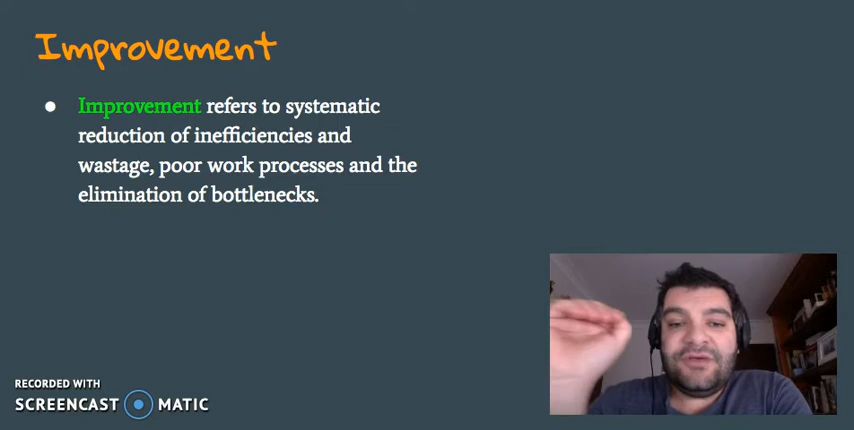 Improvement
● Improvement refers to systematic
reduction of inefficiencies and
wastage, poor work processes and the
elimination of bottlenecks.
RECORDED WITH
SCREENCAST MATIC